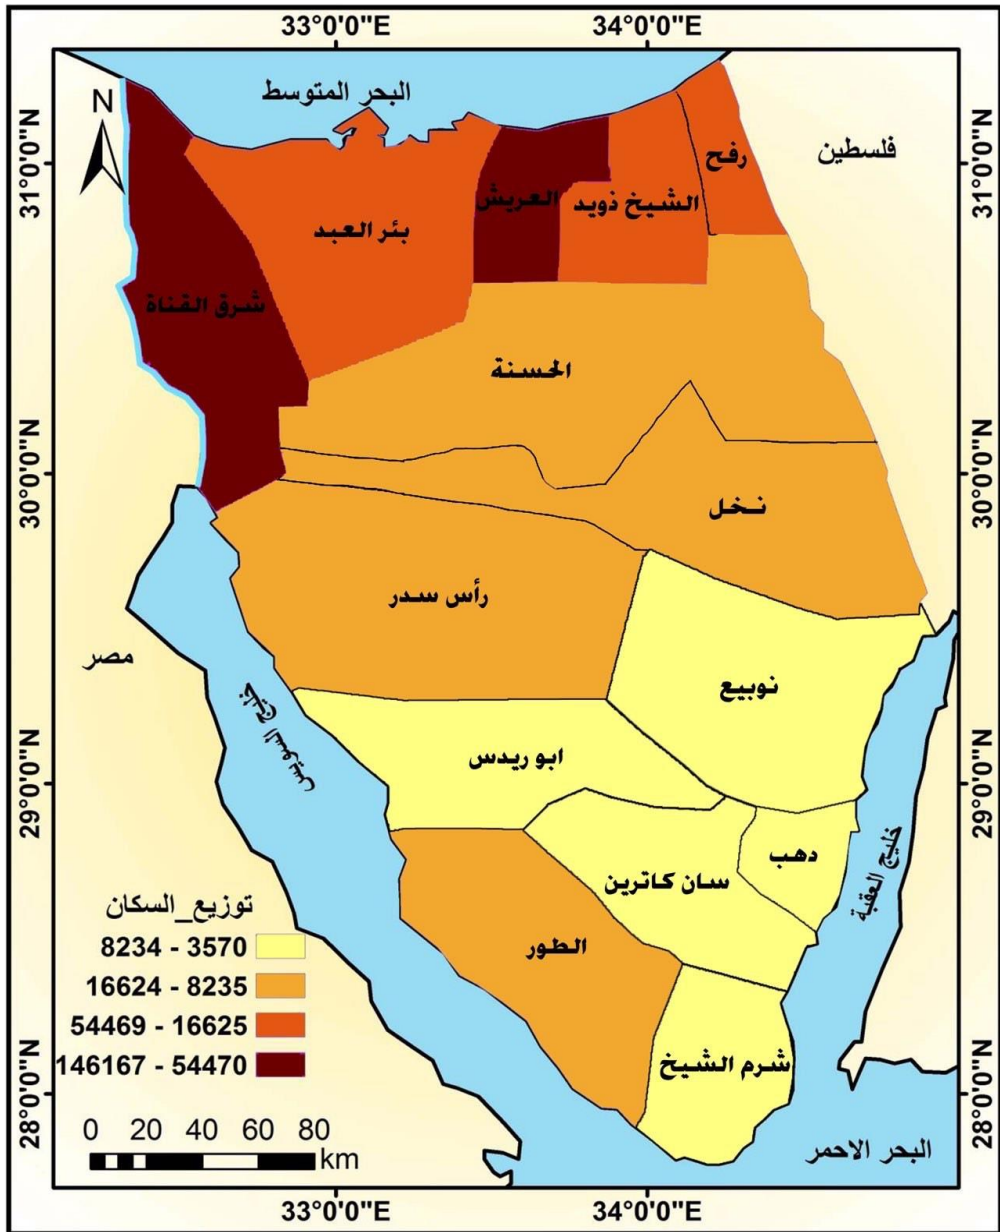 33°0'0"E
34°0'0"E
البحر المتوسط
N
31°0'0"N
31°0'0"N
فلسطين
رفح
الشيخ ذويد
العريش
بئر العبد
شرق القناة
الحسنة
30°0'0"N
30°0'0"N
نخل
رأس سدر
مصر
نوبيع
خليج السويس
ابو ريدس
29°0'0"N
29°0'0"N
دهب
خليج العقبة
سان كاترين
الطور
شرم الشيخ
توزيع_السكان
8234 - 3570
16624 - 8235
54469 - 16625
146167 - 54470
28°0'0"N
28°0'0"N
0 20 40 60 80
km
البحر الاحمر
33°0'0"E
34°0'0"E